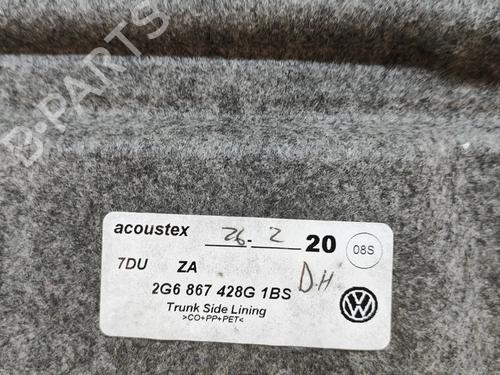 B-PARTS
acoustex 26-2 20 08S
7DU ZA D.H
2G6 867 428G 1BS
Trunk Side Lining
>CO+PP+PET<